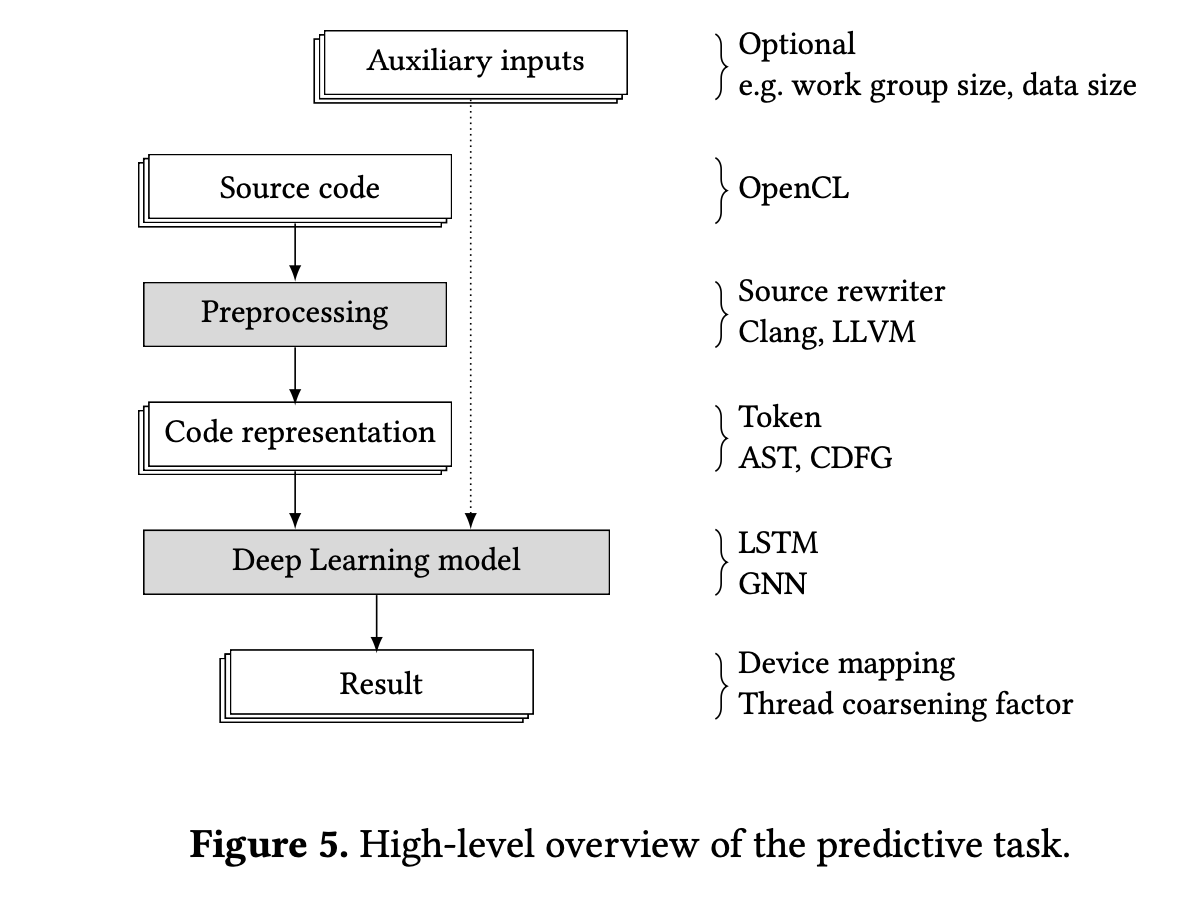 Auxiliary inputs
Optional
e.g. work group size, data size
Source code
OpenCL
Preprocessing
Source rewriter
Clang, LLVM
Code representation
Token
AST, CDFG
Deep Learning model
LSTM
GNN
Result
Device mapping
Thread coarsening factor
Figure 5. High-level overview of the predictive task.